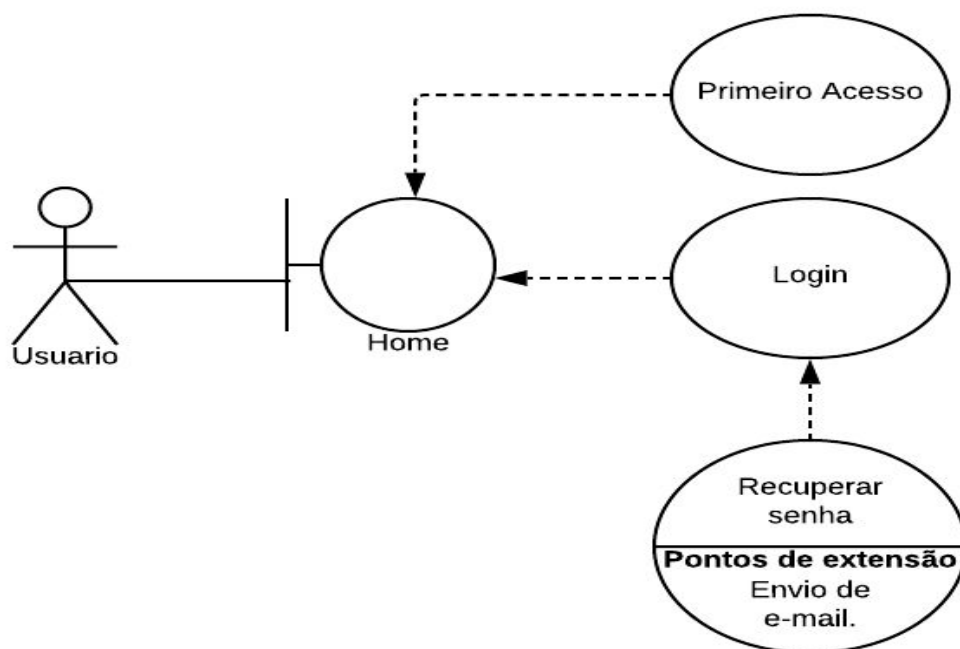 Primeiro Acesso
Usuario
Home
Login
Recuperar
senha
Pontos de extensão
Envio de
e-mail.